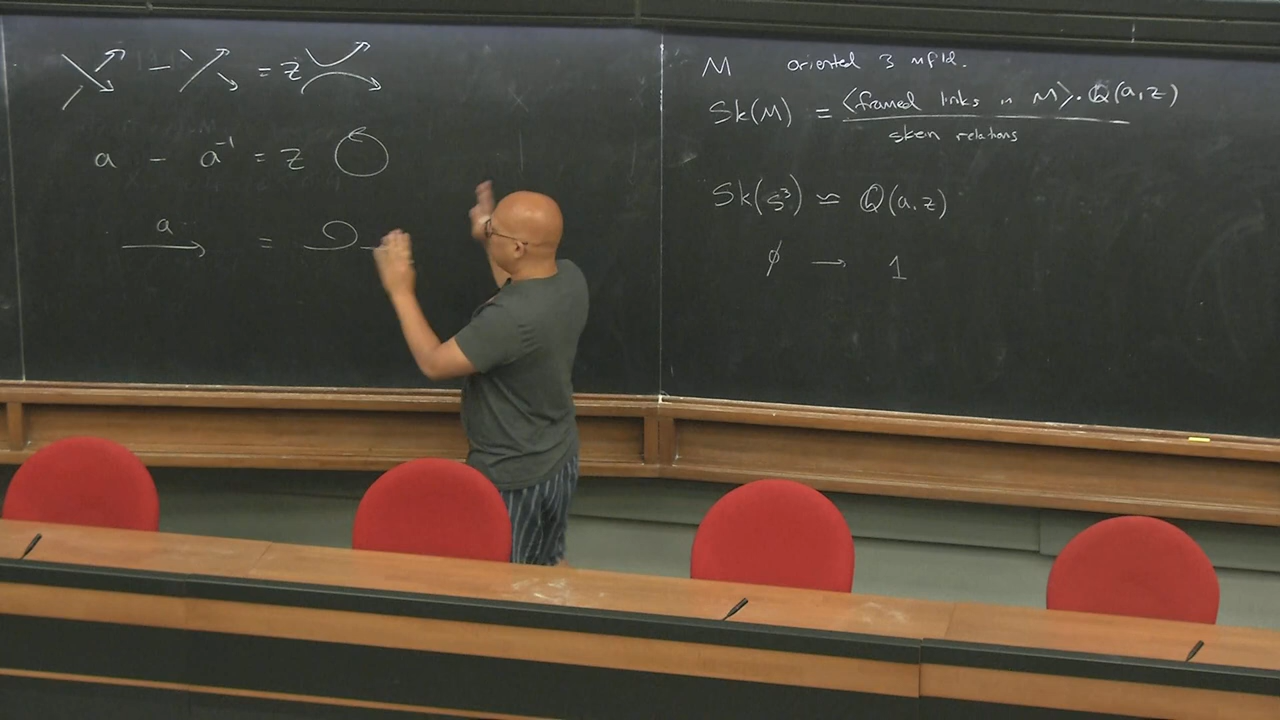 − = z
a − a⁻¹ = z
a =
M oriented 3 mfld.
Sk(M) = <framed links in M>·Q(a,z)
skein relations
Sk(S³) ≃ Q(a,z)
∅ → 1